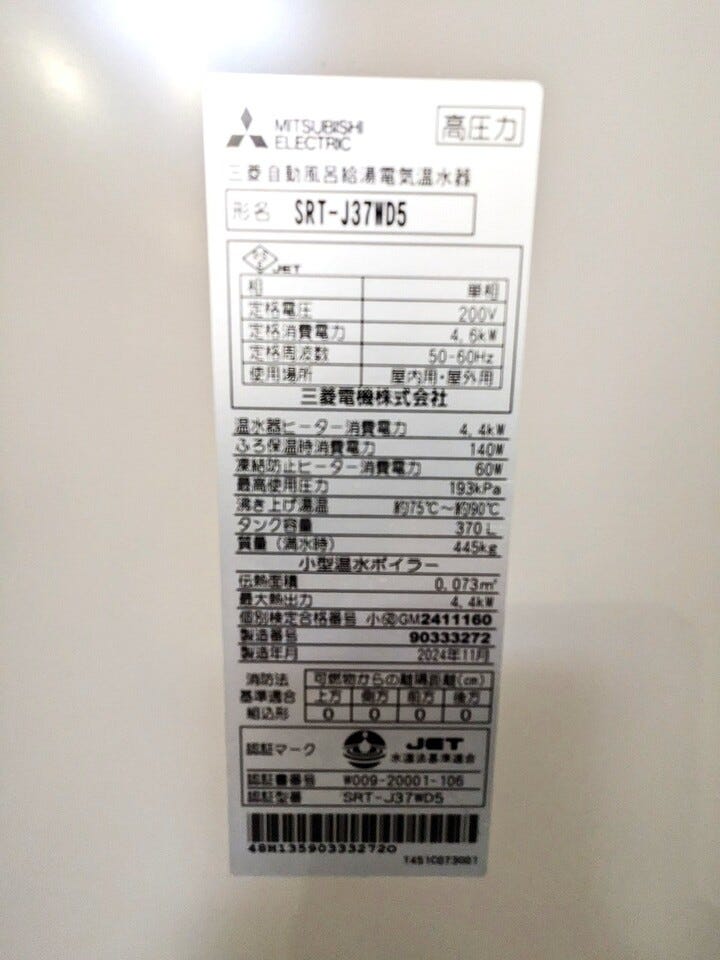 MITSUBISHI
ELECTRIC
高圧力
三菱自動風呂給湯電気温水器
形名 SRT-J37WD5
JET
相 単相
定格電圧 200V
定格消費電力 4.6kW
定格周波数 50-60Hz
使用場所 屋内用・屋外用
三菱電機株式会社
温水器ヒーター消費電力 4.4kW
ふろ保温時消費電力 140W
凍結防止ヒーター消費電力 60W
最高使用圧力 193kPa
沸き上げ湯温 約75℃～約90℃
タンク容量 370L
質量(満水時) 445kg
小型温水ボイラー
伝熱面積 0.073m²
最大熱出力 4.4kW
個別検定合格番号 小 GM2411160
製造番号 90333272
製造年月 2024年11月
消防法 可燃物からの離隔距離(cm)
基準適合 上方 側方 前方 後方
組込形 0 0 0 0
認証マーク JET
水道法基準適合
認証書番号 W009-20001-106
認証型番 SRT-J37WD5
48M135903332720
T451C073G01